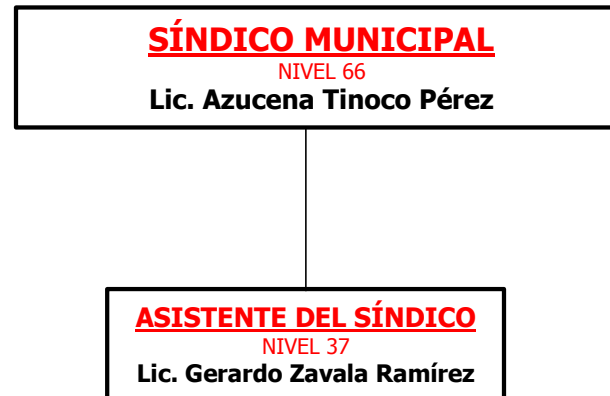 SÍNDICO MUNICIPAL
NIVEL 66
Lic. Azucena Tinoco Pérez
ASISTENTE DEL SÍNDICO
NIVEL 37
Lic. Gerardo Zavala Ramírez